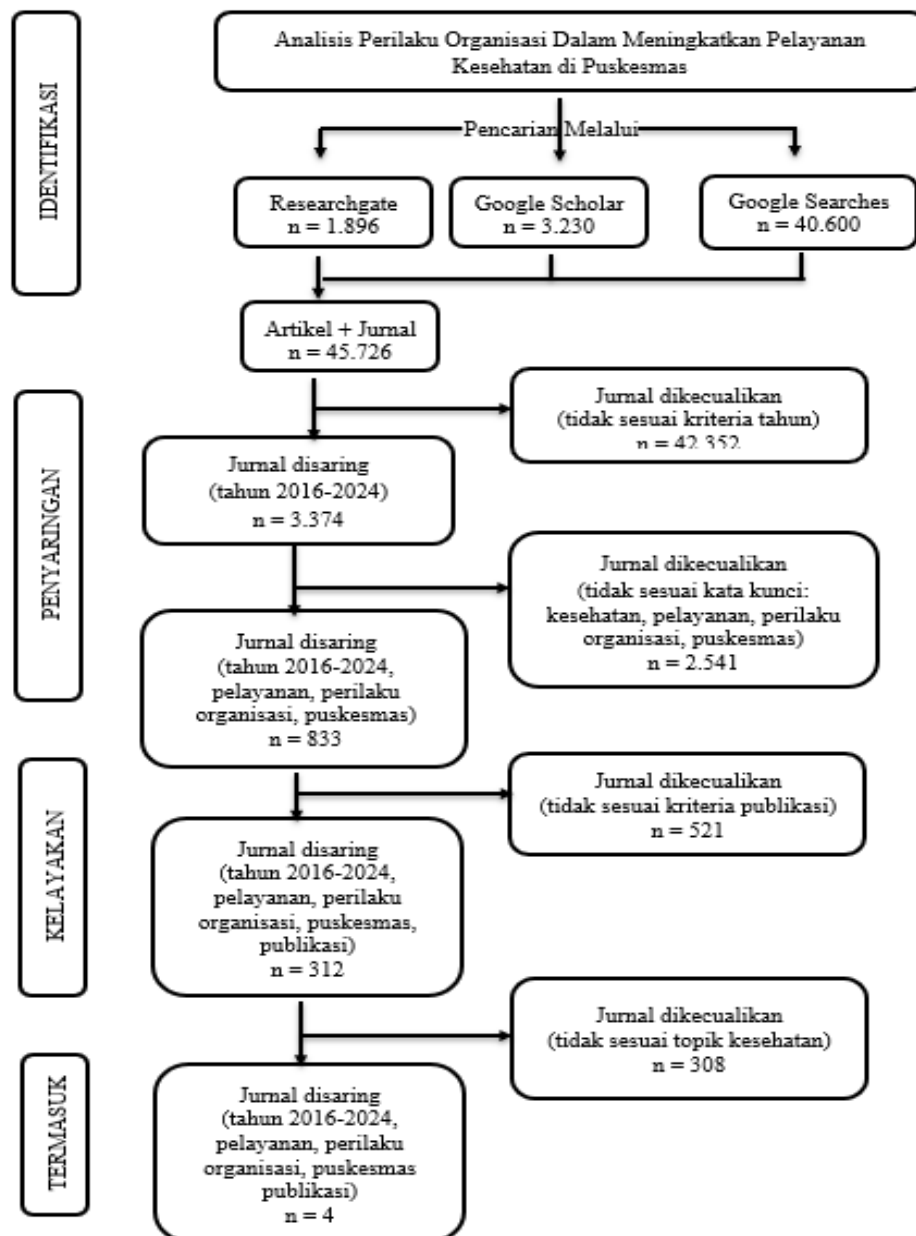 IDENTIFIKASI
Analisis Perilaku Organisasi Dalam Meningkatkan Pelayanan
Kesehatan di Puskesmas
Pencarian Melalui
Researchgate
n = 1.896
Google Scholar
n = 3.230
Google Searches
n = 40.600
Artikel + Jurnal
n = 45.726
PENYARINGAN
Jurnal dikecualikan
(tidak sesuai kriteria tahun)
n = 42.352
Jurnal disaring
(tahun 2016-2024)
n = 3.374
Jurnal dikecualikan
(tidak sesuai kata kunci:
kesehatan, pelayanan, perilaku
organisasi, puskesmas)
n = 2.541
Jurnal disaring
(tahun 2016-2024,
pelayanan, perilaku
organisasi, puskesmas)
n = 833
KELAYAKAN
Jurnal dikecualikan
(tidak sesuai kriteria publikasi)
n = 521
Jurnal disaring
(tahun 2016-2024,
pelayanan, perilaku
organisasi, puskesmas,
publikasi)
n = 312
Jurnal dikecualikan
(tidak sesuai topik kesehatan)
n = 308
TERMASUK
Jurnal disaring
(tahun 2016-2024,
pelayanan, perilaku
organisasi, puskesmas
publikasi)
n = 4